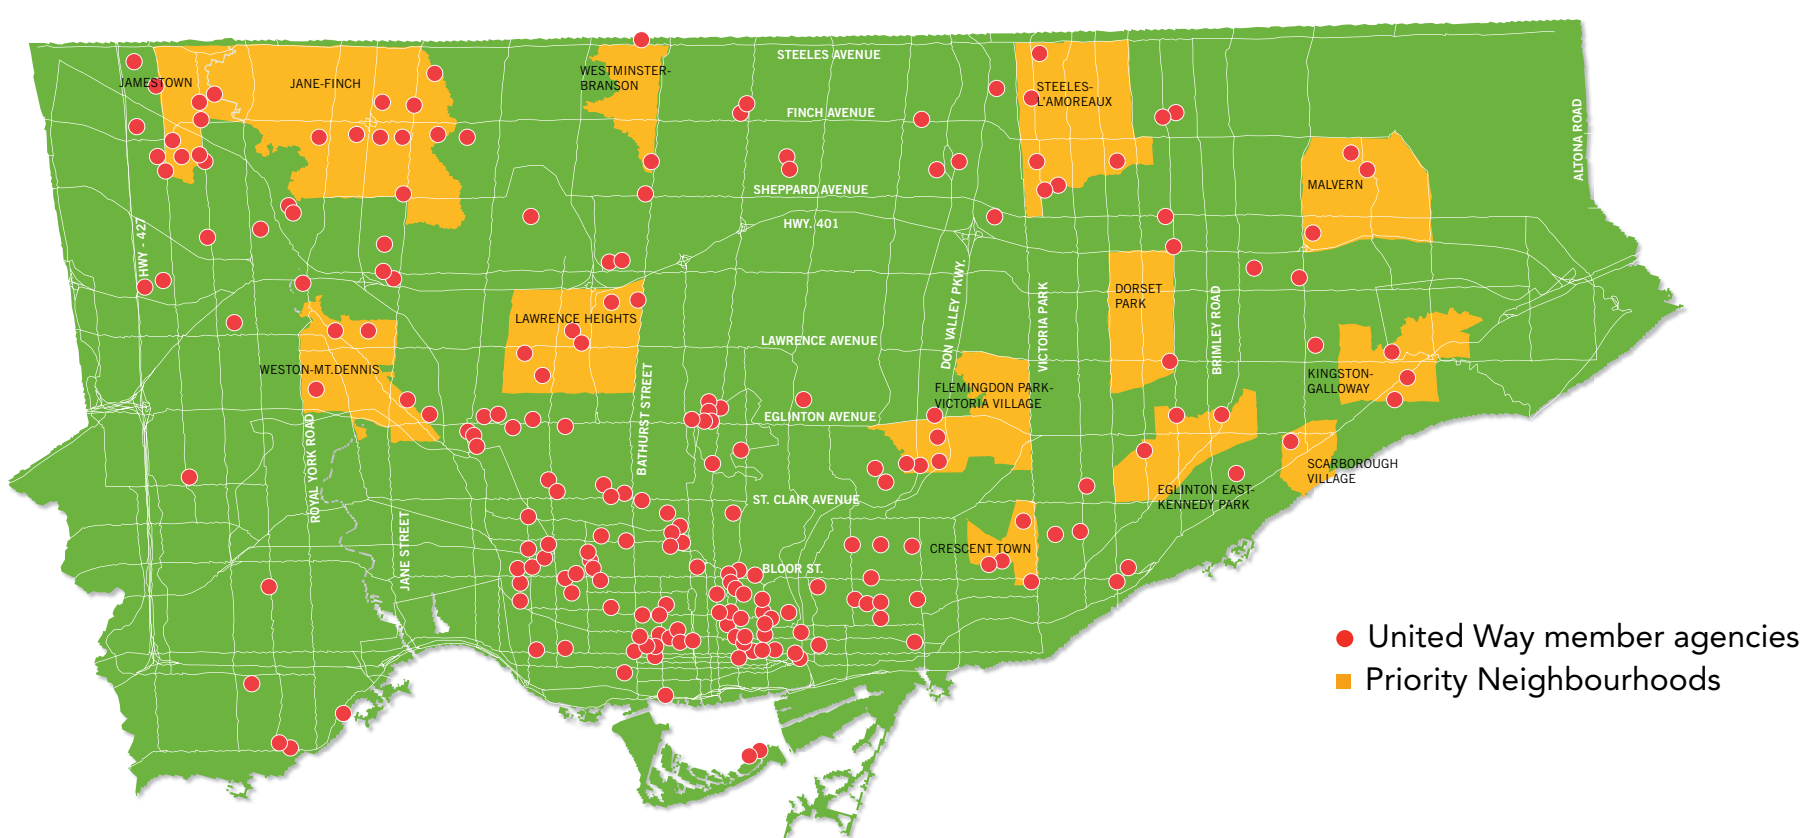 STEELES AVENUE
JAMESTOWN
JANE-FINCH
WESTMINSTER-
BRANSON
STEELES-
L'AMOREAUX
FINCH AVENUE
ALTONA ROAD
SHEPPARD AVENUE
MALVERN
HWY. 401
HWY - 427
DON VALLEY PKWY.
VICTORIA PARK
DORSET
PARK
BRIMLEY ROAD
LAWRENCE HEIGHTS
LAWRENCE AVENUE
WESTON-MT.DENNIS
BATHURST STREET
FLEMINGDON PARK-
VICTORIA VILLAGE
KINGSTON-
GALLOWAY
EGLINTON AVENUE
ROYAL YORK ROAD
SCARBOROUGH
VILLAGE
EGLINTON EAST-
KENNEDY PARK
ST. CLAIR AVENUE
JANE STREET
CRESCENT TOWN
BLOOR ST.
United Way member agencies
Priority Neighbourhoods